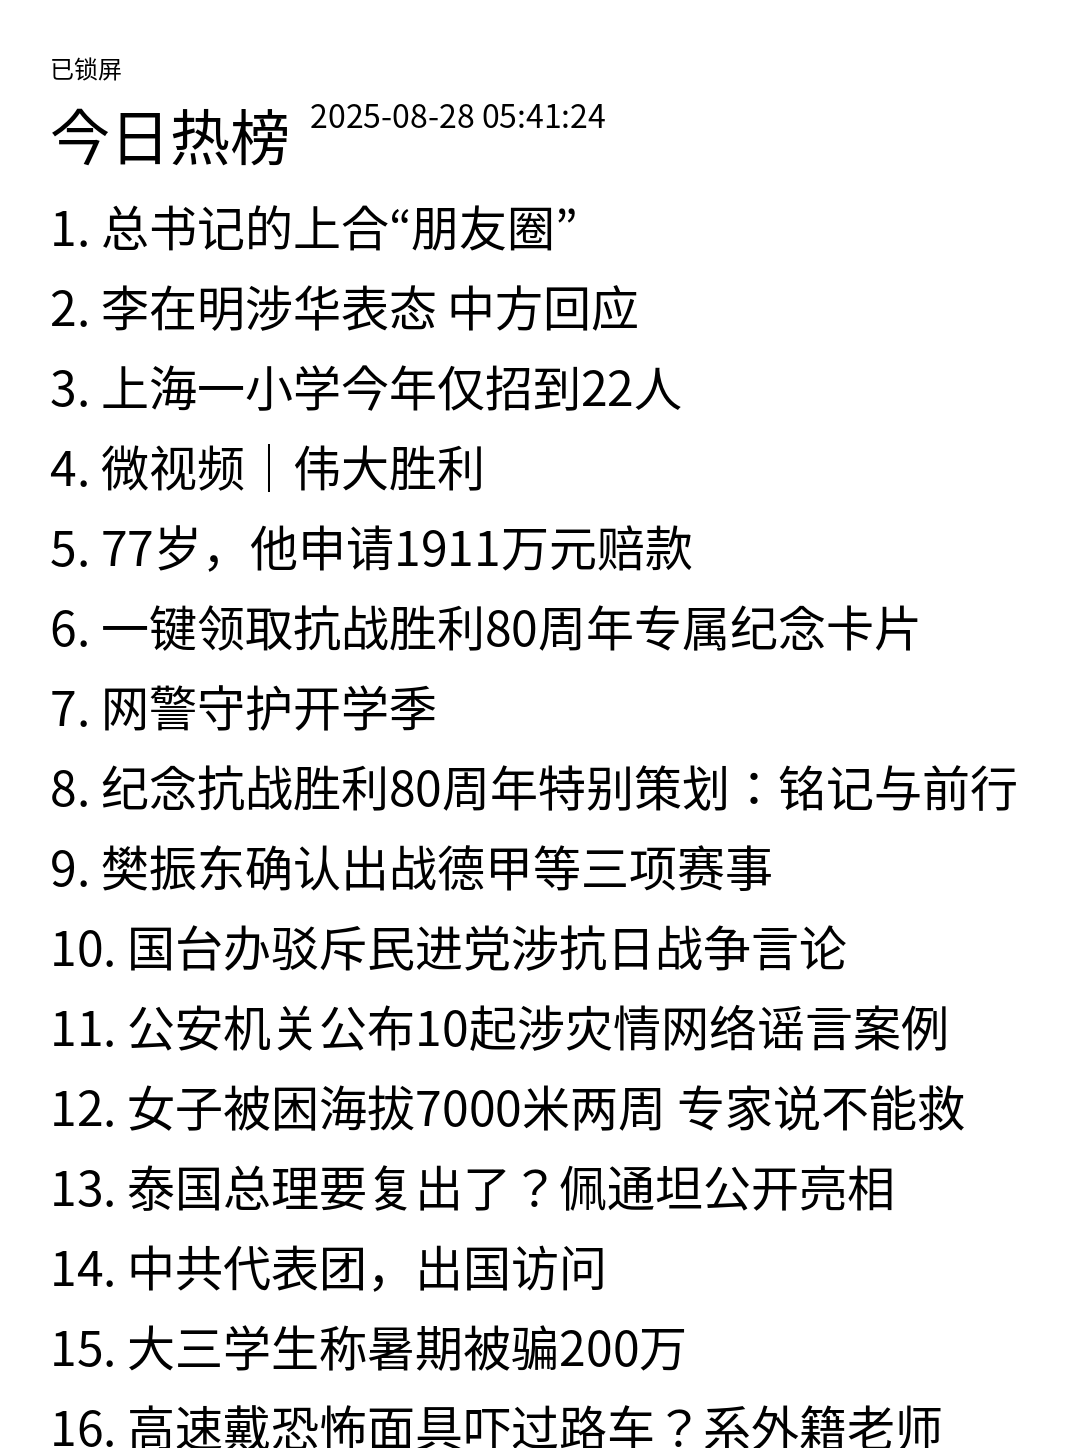 已锁屏
今日热榜 2025-08-28 05:41:24
1. 总书记的上合“朋友圈”
2. 李在明涉华表态 中方回应
3. 上海一小学今年仅招到22人
4. 微视频｜伟大胜利
5. 77岁，他申请1911万元赔款
6. 一键领取抗战胜利80周年专属纪念卡片
7. 网警守护开学季
8. 纪念抗战胜利80周年特别策划：铭记与前行
9. 樊振东确认出战德甲等三项赛事
10. 国台办驳斥民进党涉抗日战争言论
11. 公安机关公布10起涉灾情网络谣言案例
12. 女子被困海拔7000米两周 专家说不能救
13. 泰国总理要复出了？佩通坦公开亮相
14. 中共代表团，出国访问
15. 大三学生称暑期被骗200万
16. 高速戴恐怖面具吓过路车？系外籍老师